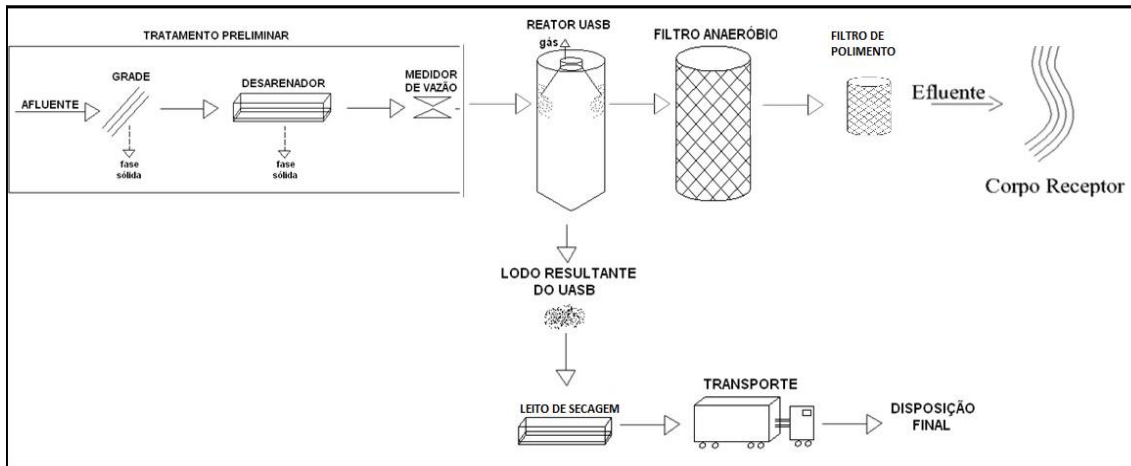 TRATAMENTO PRELIMINAR
AFLUENTE
GRADE
fase
sólida
DESARENADOR
fase
sólida
MEDIDOR
DE VAZÃO
REATOR UASB
gás
FILTRO ANAERÓBIO
FILTRO DE
POLIMENTO
Efluente
Corpo Receptor
LODO RESULTANTE
DO UASB
LEITO DE SECAGEM
TRANSPORTE
DISPOSIÇÃO
FINAL